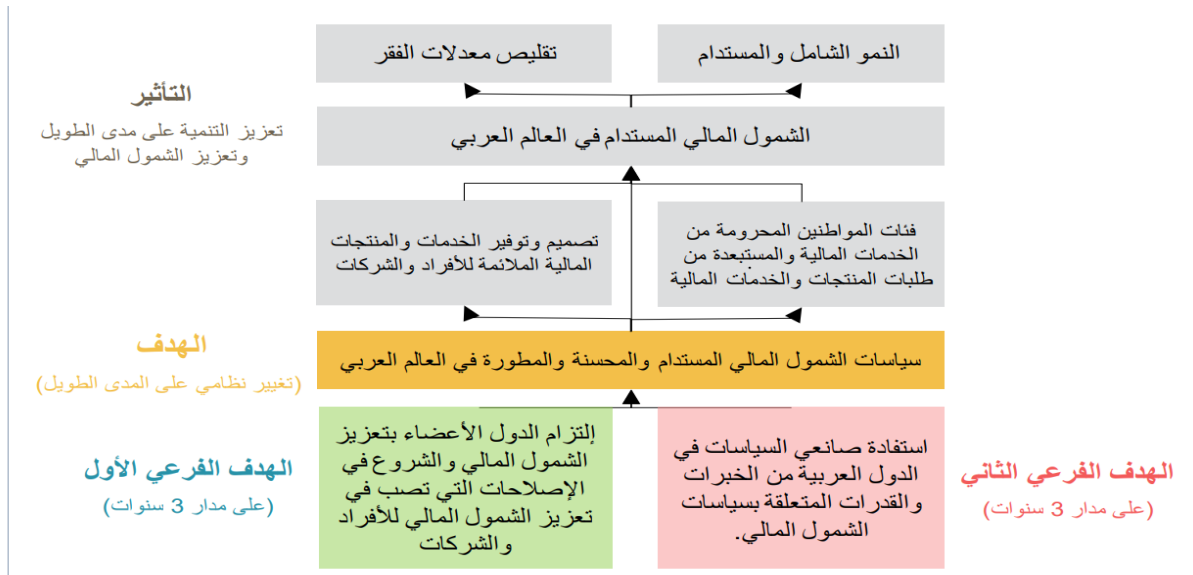 النمو الشامل والمستدام
تقليص معدلات الفقر
التأثير
تعزيز التنمية على مدى الطويل
وتعزيز الشمول المالي
الشمول المالي المستدام في العالم العربي
فئات المواطنين المحرومة من
الخدمات المالية والمستبعدة من
طلبات المنتجات والخدمات المالية
تصميم وتوفير الخدمات والمنتجات
المالية الملائمة للأفراد والشركات
سياسات الشمول المالي المستدام والمحسنة والمطورة في العالم العربي
الهدف
(تغيير نظامي على المدى الطويل)
الهدف الفرعي الثاني
(على مدار 3 سنوات)
استفادة صانعي السياسات في
الدول العربية من الخبرات
والقدرات المتعلقة بسياسات
الشمول المالي.
إلتزام الدول الأعضاء بتعزيز
الشمول المالي والشروع في
الإصلاحات التي تصب في
تعزيز الشمول المالي للأفراد
والشركات
الهدف الفرعي الأول
(على مدار 3 سنوات)